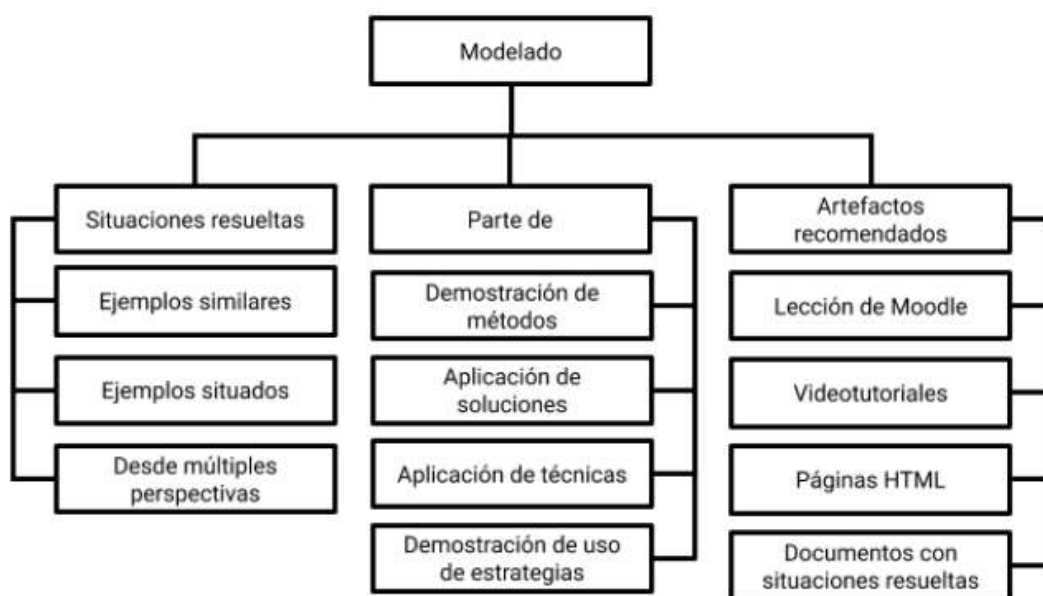 Modelado
Situaciones resueltas
Ejemplos similares
Ejemplos situados
Desde múltiples
perspectivas
Parte de
Demostración de
métodos
Aplicación de
soluciones
Aplicación de técnicas
Demostración de uso
de estrategias
Artefactos
recomendados
Lección de Moodle
Videotutoriales
Páginas HTML
Documentos con
situaciones resueltas